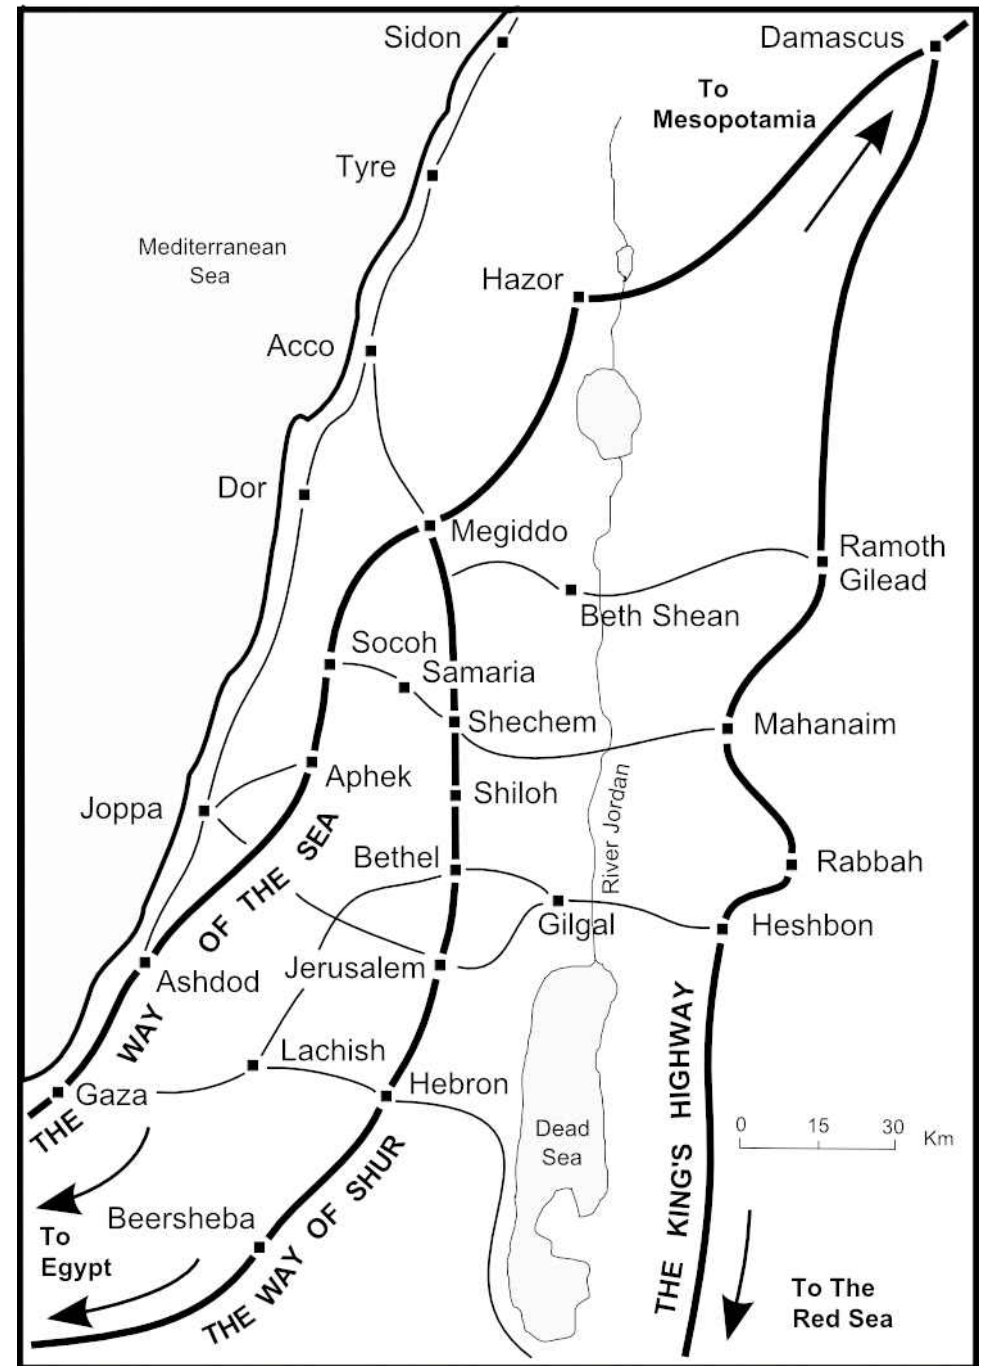 Sidon
Damascus
To
Mesopotamia
Tyre
Mediterranean
Sea
Hazor
Acco
Dor
Megiddo
Ramoth
Gilead
Beth Shean
Socoh
Samaria
Shechem
Mahanaim
Aphek
Shiloh
Joppa
River Jordan
Bethel
Rabbah
Gilgal
Heshbon
Jerusalem
Ashdod
THE WAY OF THE SEA
Lachish
Hebron
Gaza
THE KING'S HIGHWAY
0 15 30 Km
Dead
Sea
Beersheba
To
Egypt
THE WAY OF SHUR
To The
Red Sea